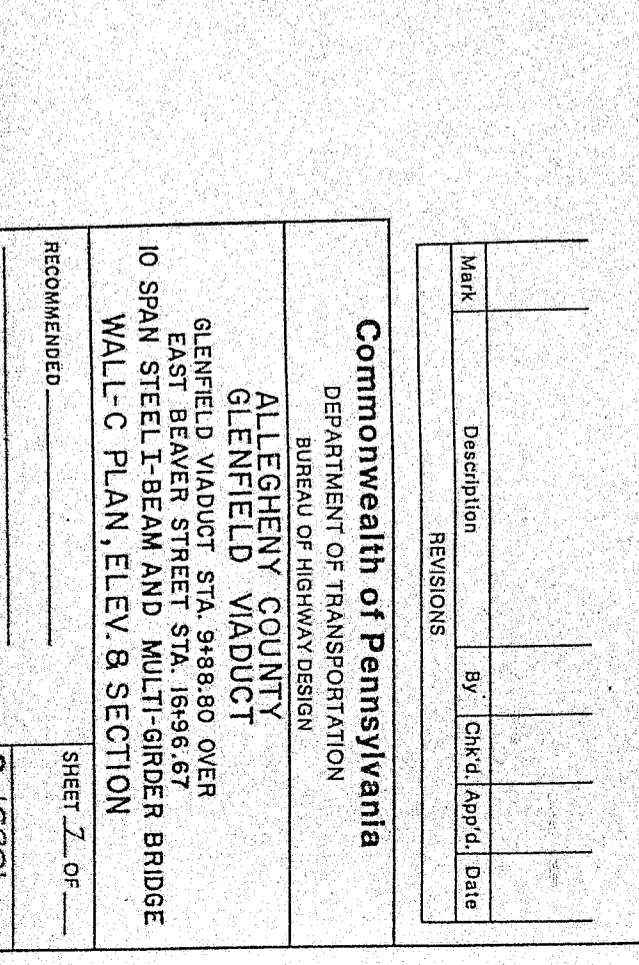 Mark Description By Chk'd. App'd. Date
REVISIONS
Commonwealth of Pennsylvania
DEPARTMENT OF TRANSPORTATION
BUREAU OF HIGHWAY DESIGN
ALLEGHENY COUNTY
GLENFIELD VIADUCT
GLENFIELD VIADUCT STA. 9+88.80 OVER
EAST BEAVER STREET STA. 16+96.67
10 SPAN STEEL I-BEAM AND MULTI-GIRDER BRIDGE
WALL-C PLAN, ELEV. & SECTION
RECOMMENDED
SHEET 7 OF